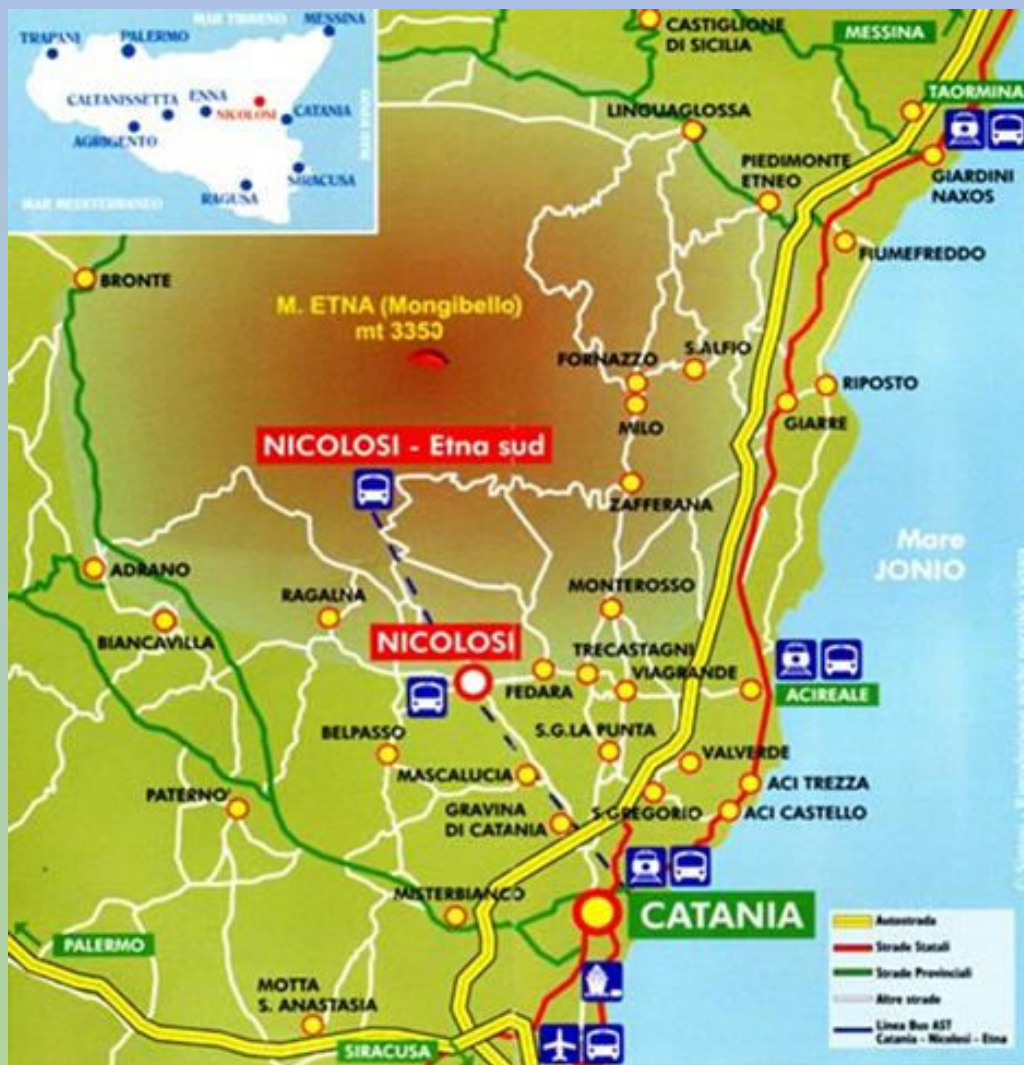 MAR TIRRENO
MESSINA
TRAPANI
PALERMO
CALTANISSETTA
ENNA
NICOLOSI
CATANIA
AGRIGENTO
SIRACUSA
RAGUSA
MAR MEDITERRANEO
CASTIGLIONE
DI SICILIA
MESSINA
TAORMINA
LINGUAGLOSSA
PIEDIMONTE
ETNEO
GIARDINI
NAXOS
FIUMEFREDDO
BRONTE
M. ETNA (Mongibello)
mt 3350
FORNAZZO
S.ALFIO
RIPOSTO
MILO
GIARRE
NICOLOSI - Etna sud
ZAFFERANA
Mare
JONIO
ADRANO
RAGALNA
MONTEROSSO
BIANCAVILLA
NICOLOSI
TRECASTAGNI
FEDARA
VIAGRANDE
ACIREALE
BELPASSO
S.G.LA PUNTA
VALVERDE
MASCALUCIA
ACI TREZZA
PATERNO'
GRAVINA
DI CATANIA
S.GREGORIO
ACI CASTELLO
MISTERBIANCO
CATANIA
PALERMO
MOTTA
S. ANASTASIA
SIRACUSA
Autostrada
Strade Statali
Strade Provinciali
Altre strade
Linea Bus AST
Catania - Nicolosi - Etna